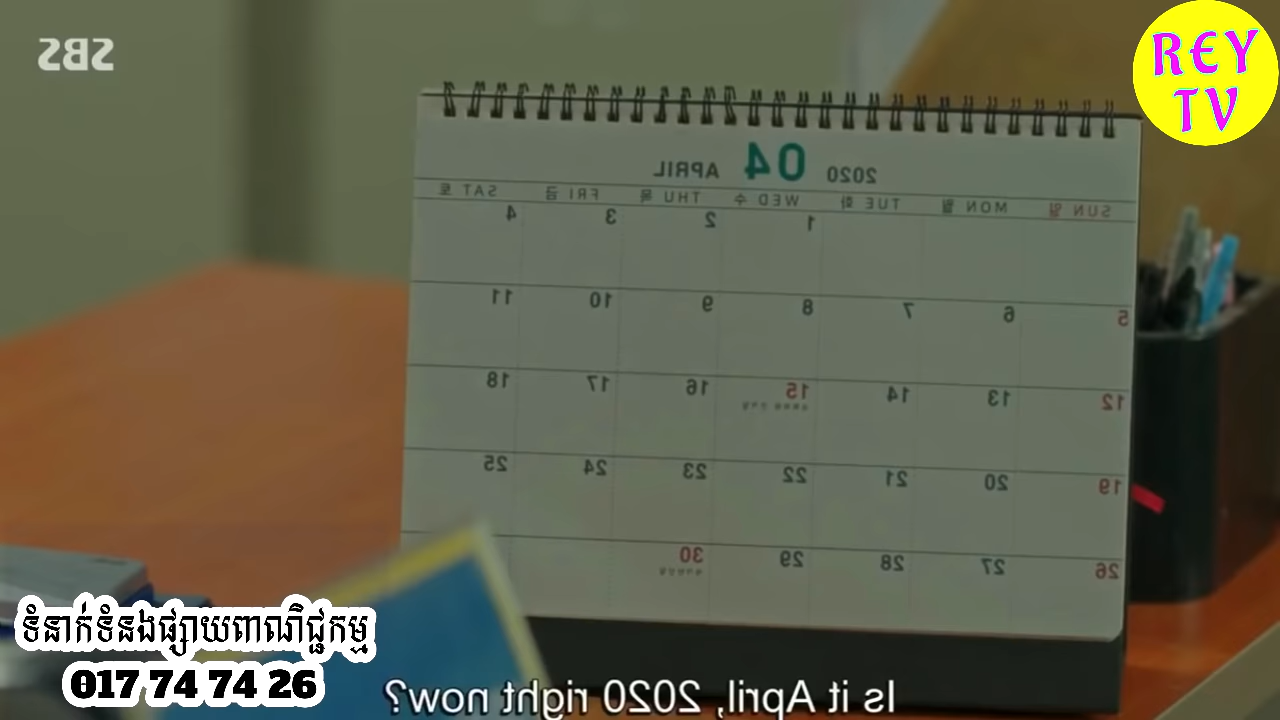 SBS
REY
TV
2020 04 APRIL
SUN 일 MON 월 TUE 화 WED 수 THU 목 FRI 금 SAT 토
1 2 3 4
5 6 7 8 9 10 11
12 13 14 15 16 17 18
19 20 21 22 23 24 25
26 27 28 29 30
ទំនាក់ទំនងផ្សាយពាណិជ្ជកម្ម
017 74 74 26
Is it April, 2020 right now?